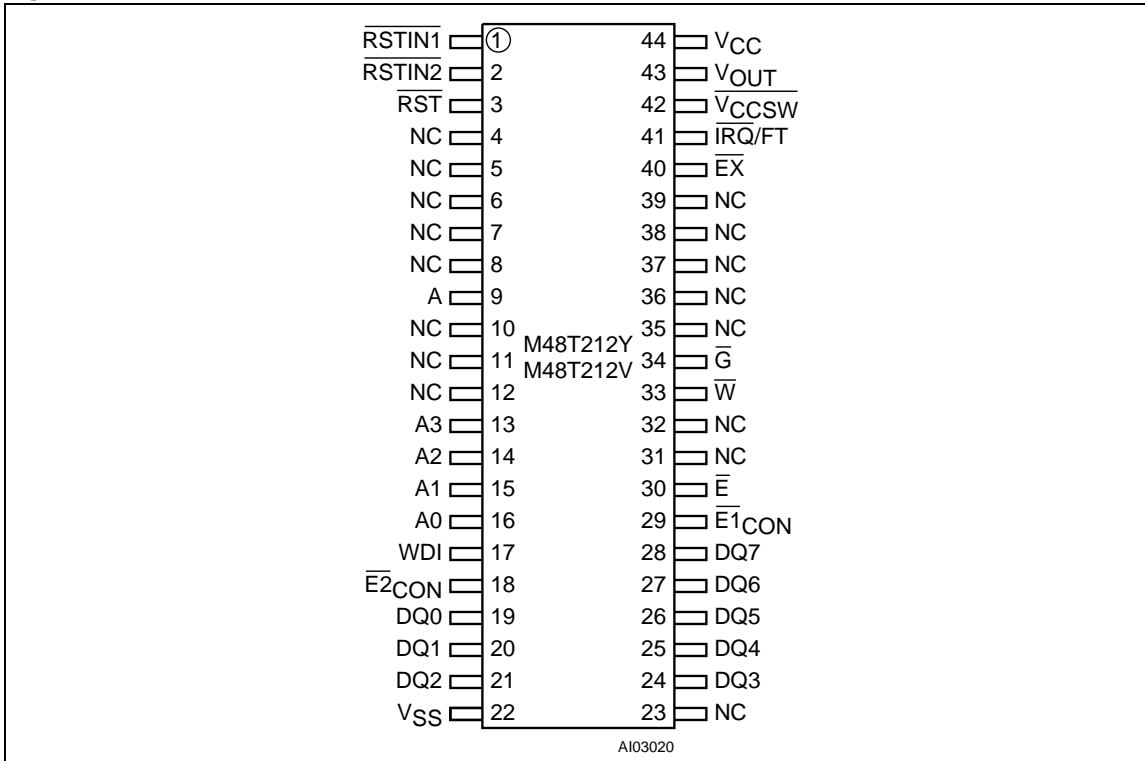 RSTIN1 1 44 VCC
RSTIN2 2 43 VOUT
RST 3 42 VCCSW
NC 4 41 IRQ/FT
NC 5 40 EX
NC 6 39 NC
NC 7 38 NC
NC 8 37 NC
A 9 36 NC
NC 10 35 NC
M48T212Y
NC 11 34 G
M48T212V
NC 12 33 W
A3 13 32 NC
A2 14 31 NC
A1 15 30 E
A0 16 29 E1CON
WDI 17 28 DQ7
E2CON 18 27 DQ6
DQ0 19 26 DQ5
DQ1 20 25 DQ4
DQ2 21 24 DQ3
VSS 22 23 NC
AI03020